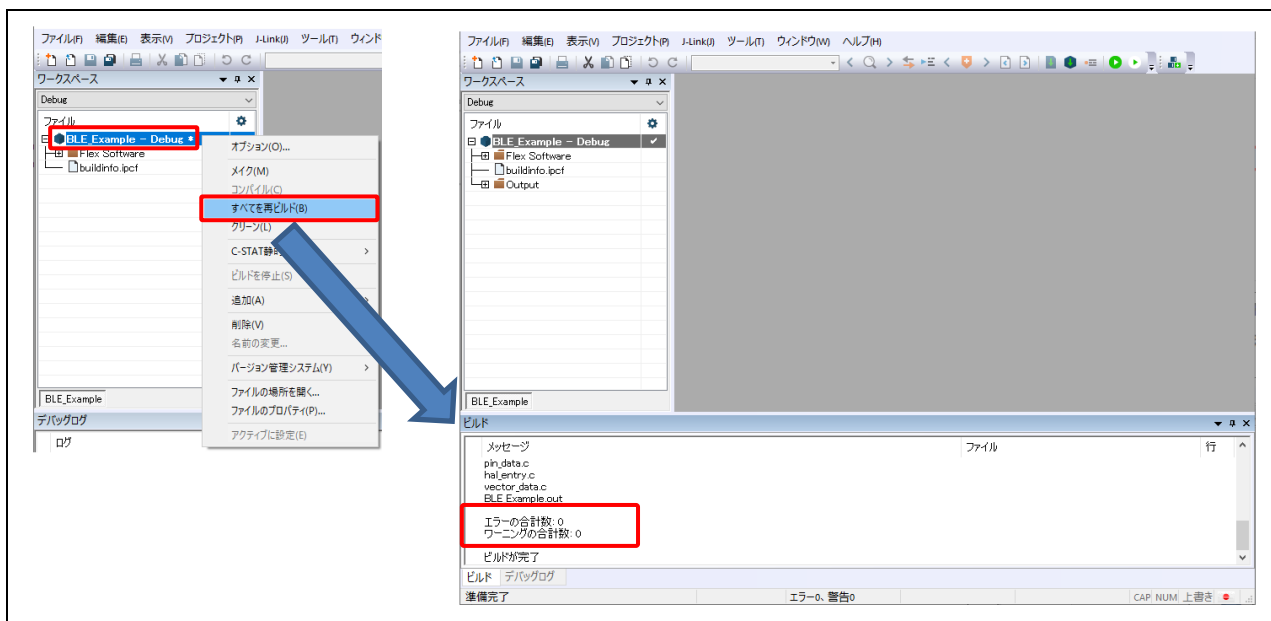 ファイル(F) 編集(E) 表示(V) プロジェクト(P) J-Link(J) ツール(T) ウィンド
ワークスペース
Debug
ファイル
BLE_Example - Debug *
Flex Software
buildinfo.ipcf
オプション(O)...
メイク(M)
コンパイル(C)
すべてを再ビルド(B)
クリーン(L)
C-STAT静
ビルドを停止(S)
追加(A)
削除(V)
名前の変更...
バージョン管理システム(Y)
ファイルの場所を開く...
ファイルのプロパティ(P)...
アクティブに設定(E)
BLE_Example
デバッグログ
ログ
ファイル(F) 編集(E) 表示(V) プロジェクト(P) J-Link(J) ツール(T) ウィンドウ(W) ヘルプ(H)
ワークスペース
Debug
ファイル
BLE_Example - Debug
Flex Software
buildinfo.ipcf
Output
BLE_Example
ビルド
メッセージ ファイル 行
pin_data.c
hal_entry.c
vector_data.c
BLE_Example.out
エラーの合計数: 0
ワーニングの合計数: 0
ビルドが完了
ビルド デバッグログ
準備完了 エラー0、警告0 CAP NUM 上書き